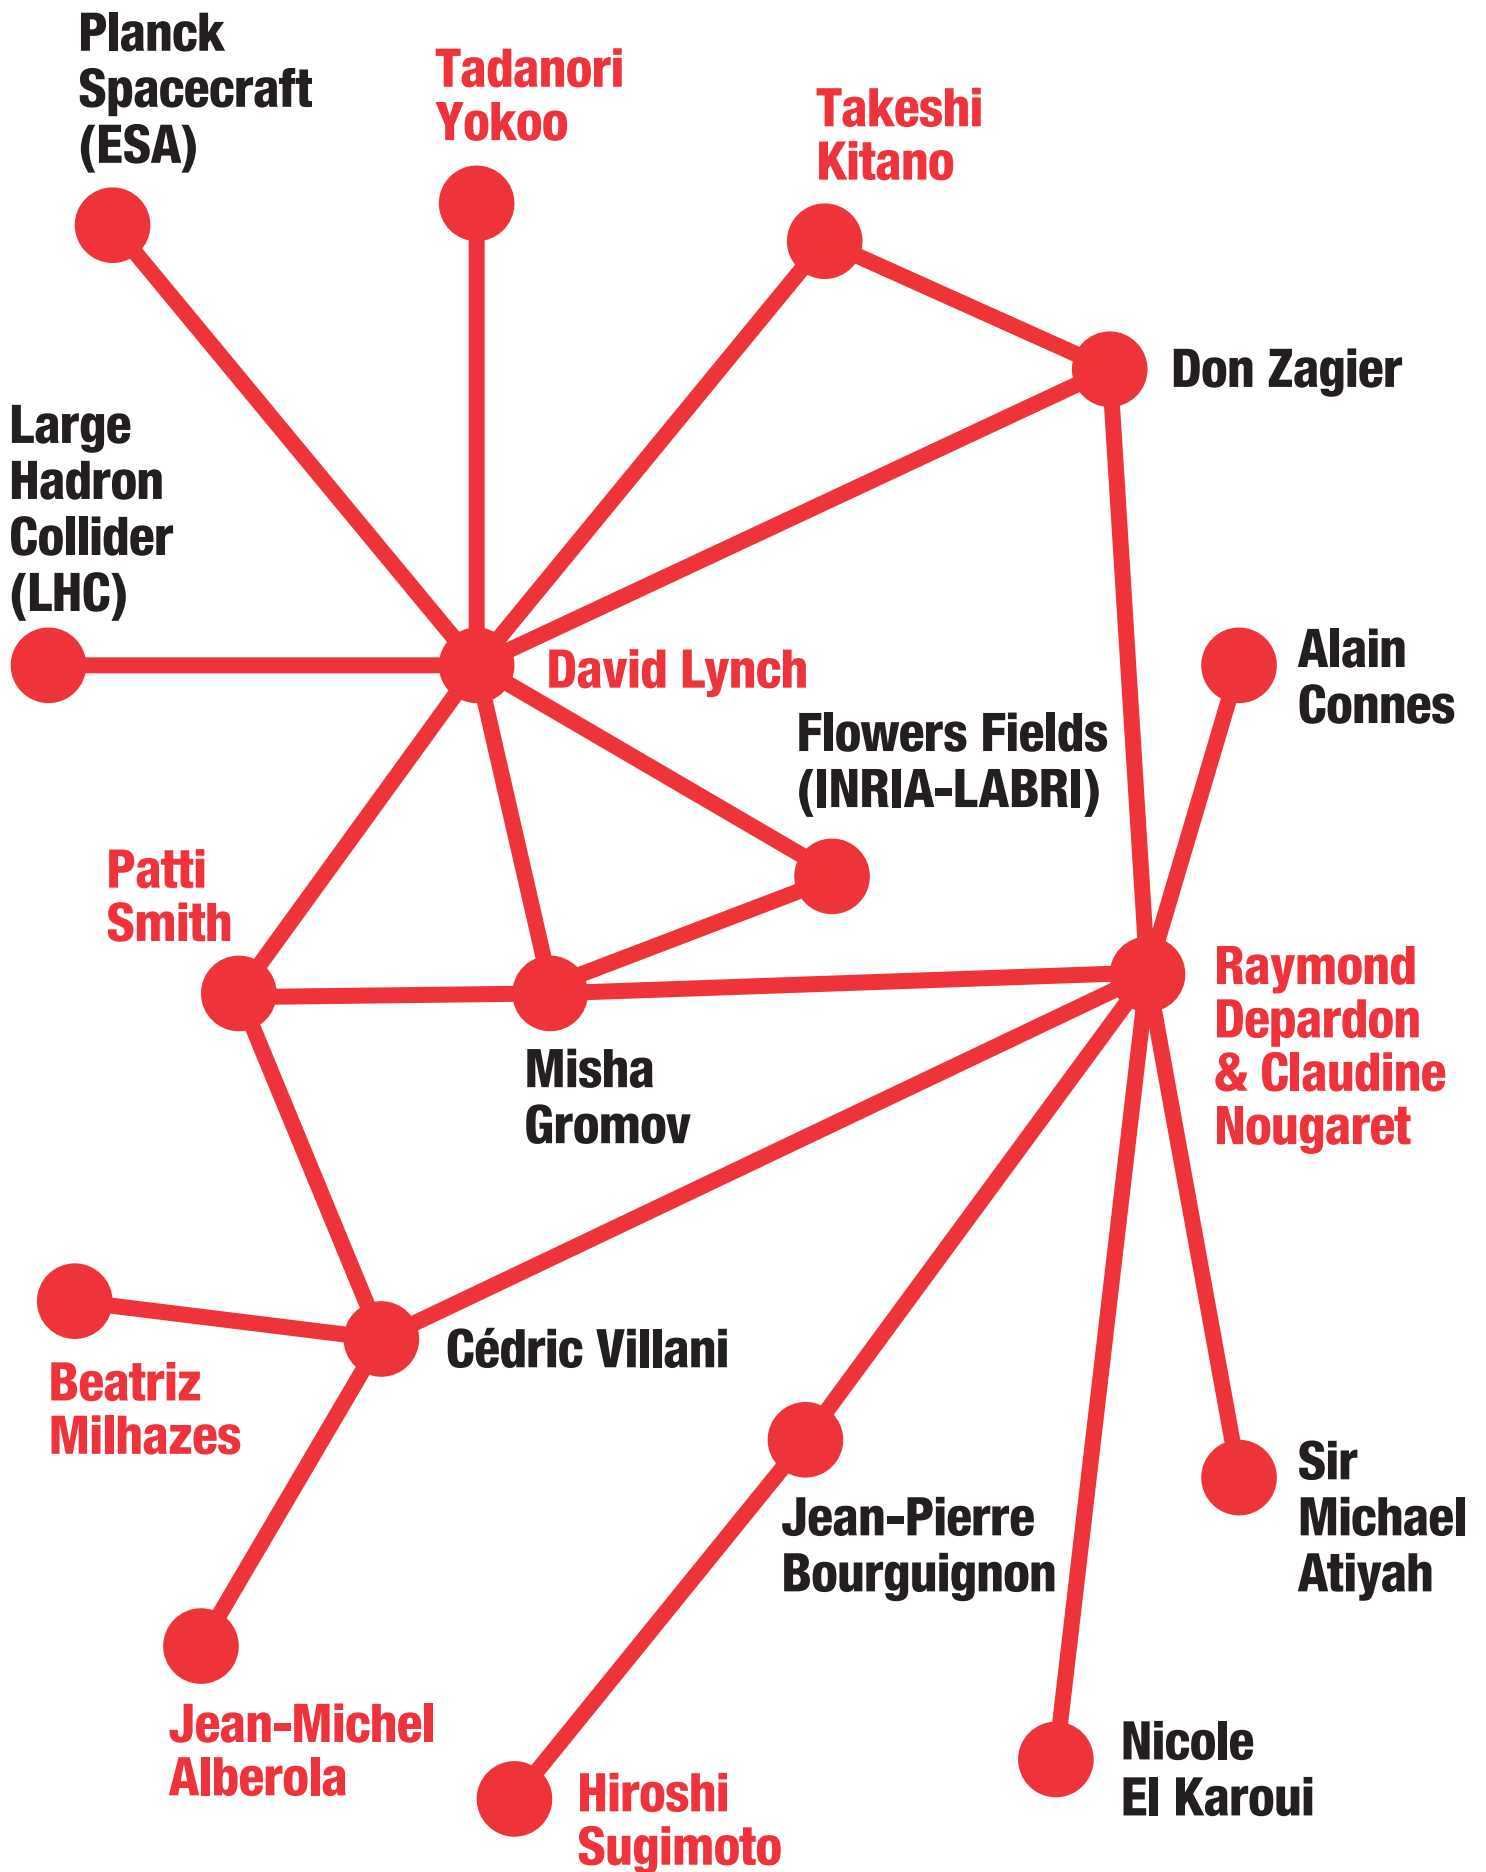 Planck
Spacecraft
(ESA)
Tadanori
Yokoo
Takeshi
Kitano
Don Zagier
Large
Hadron
Collider
(LHC)
David Lynch
Alain
Connes
Flowers Fields
(INRIA-LABRI)
Patti
Smith
Raymond
Depardon
& Claudine
Nougaret
Misha
Gromov
Cédric Villani
Beatriz
Milhazes
Sir
Michael
Atiyah
Jean-Pierre
Bourguignon
Jean-Michel
Alberola
Nicole
El Karoui
Hiroshi
Sugimoto